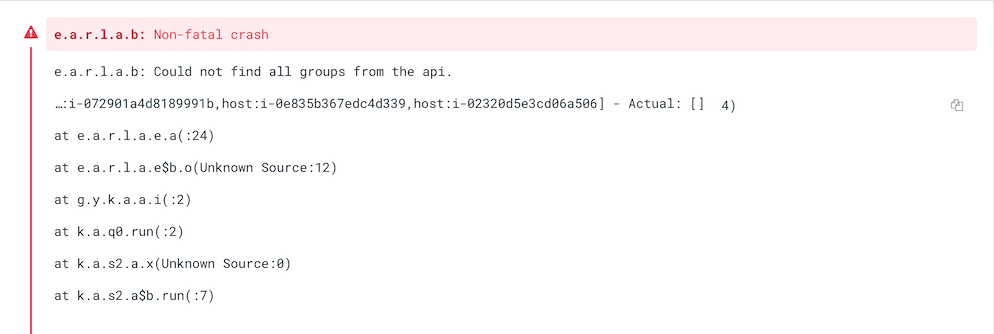 e.a.r.l.a.b: Non-fatal crash
e.a.r.l.a.b: Could not find all groups from the api.
…:i-072901a4d8189991b,host:i-0e835b367edc4d339,host:i-02320d5e3cd06a506] - Actual: [] 4)
at e.a.r.l.a.e.a(:24)
at e.a.r.l.a.e$b.o(Unknown Source:12)
at g.y.k.a.a.i(:2)
at k.a.q0.run(:2)
at k.a.s2.a.x(Unknown Source:0)
at k.a.s2.a$b.run(:7)